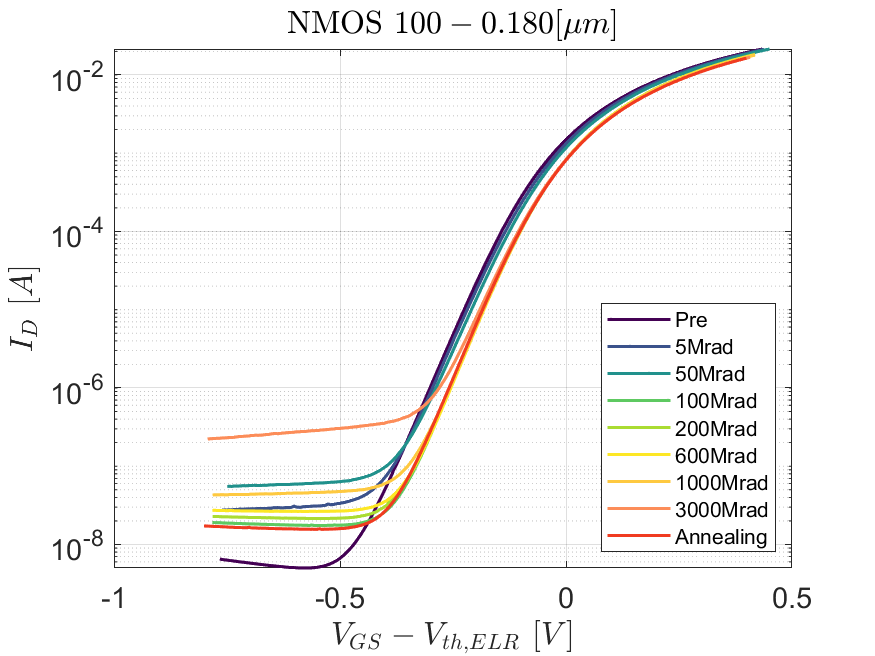 NMOS 100 − 0.180[μm]
10^-2
10^-4
10^-6
10^-8
I_D [A]
Pre
5Mrad
50Mrad
100Mrad
200Mrad
600Mrad
1000Mrad
3000Mrad
Annealing
-1
-0.5
0
0.5
V_GS − V_th,ELR [V]